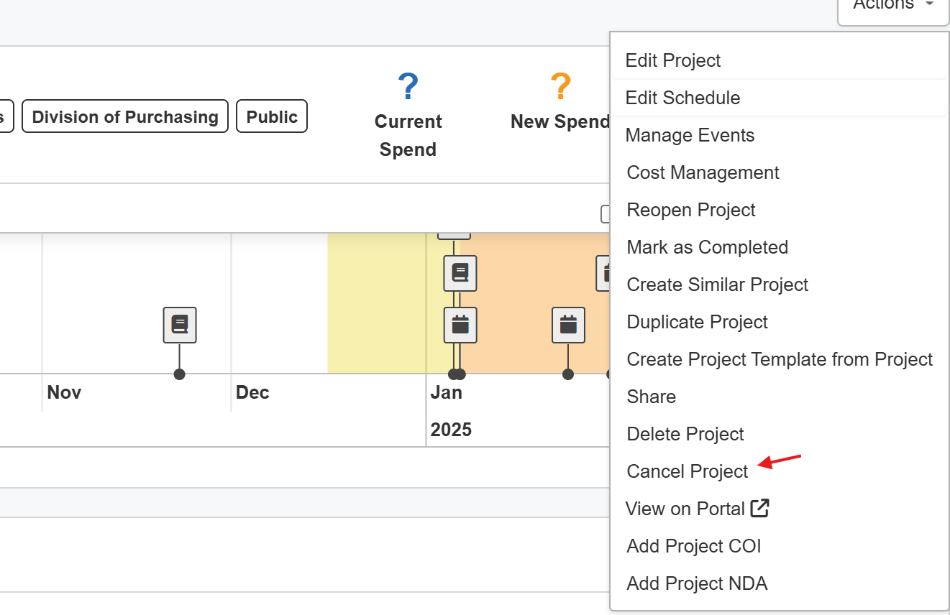 Actions
Edit Project
Edit Schedule
Manage Events
Cost Management
Reopen Project
Mark as Completed
Create Similar Project
Duplicate Project
Create Project Template from Project
Share
Delete Project
Cancel Project
View on Portal
Add Project COI
Add Project NDA
s
Division of Purchasing
Public
?
Current
Spend
?
New Spend
Nov
Dec
Jan
2025